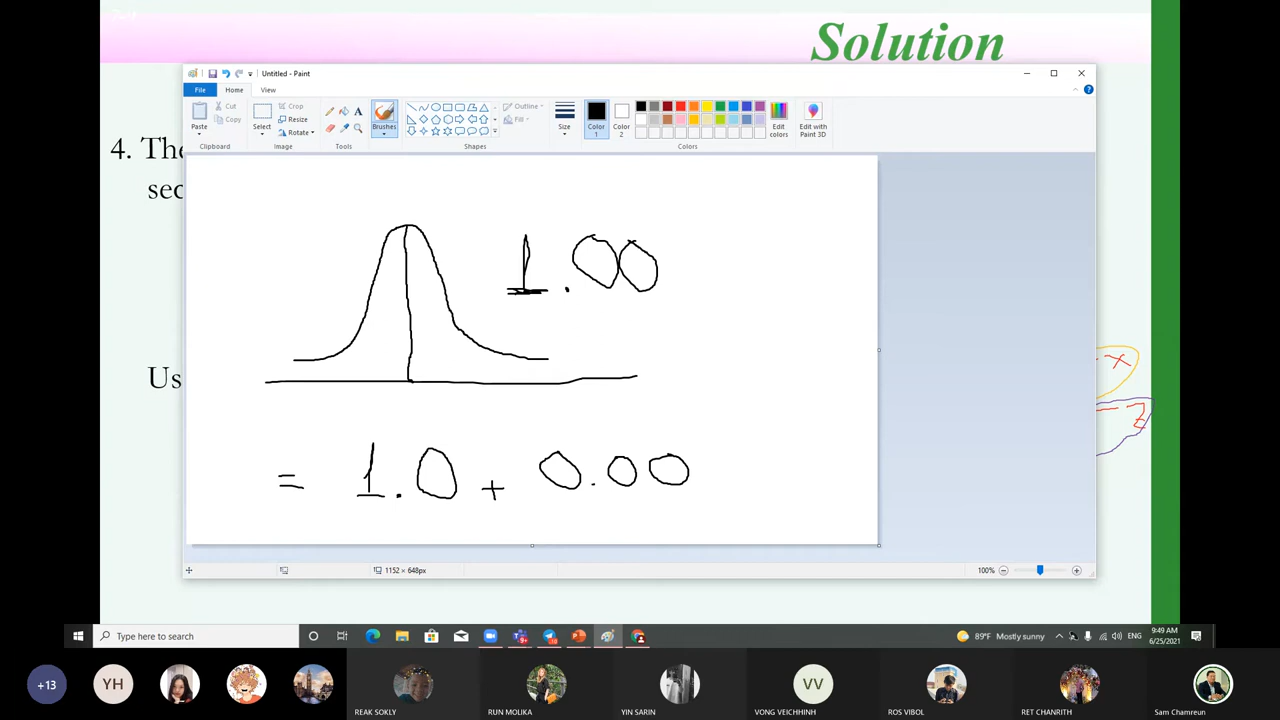 Solution
Untitled - Paint
File Home View
Paste
Cut
Copy
Clipboard
Select
Crop
Resize
Rotate
Image
Tools
Brushes
Shapes
Outline
Fill
Size
Color 1
Color 2
Edit colors
Edit with Paint 3D
Colors
4. The
sec
1.00
Us
x
z
= 1.0 + 0.00
1152 × 648px
100%
Type here to search
89°F Mostly sunny
ENG
9:49 AM
6/25/2021
+13
YH
VV
REAK SOKLY
RUN MOLIKA
YIN SARIN
VONG VEICHHINH
ROS VIBOL
RET CHANRITH
Sam Chamreun